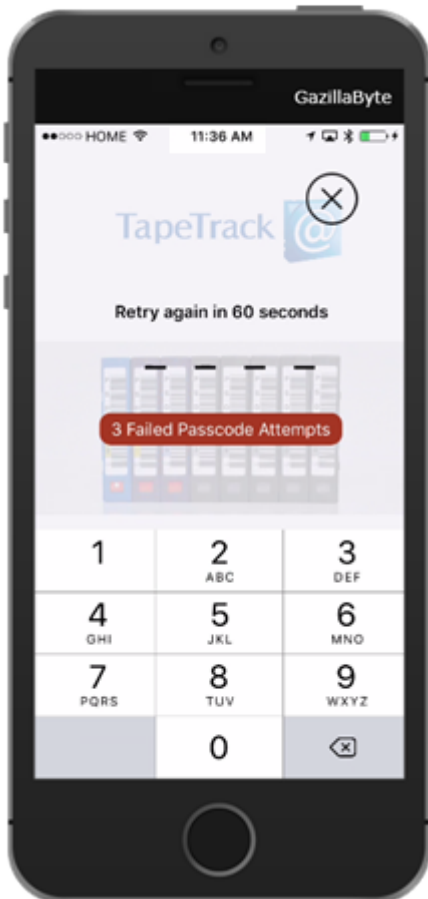 GazillaByte
HOME 11:36 AM
TapeTrack @
Retry again in 60 seconds
3 Failed Passcode Attempts
1 2 3
ABC DEF
4 5 6
GHI JKL MNO
7 8 9
PQRS TUV WXYZ
0